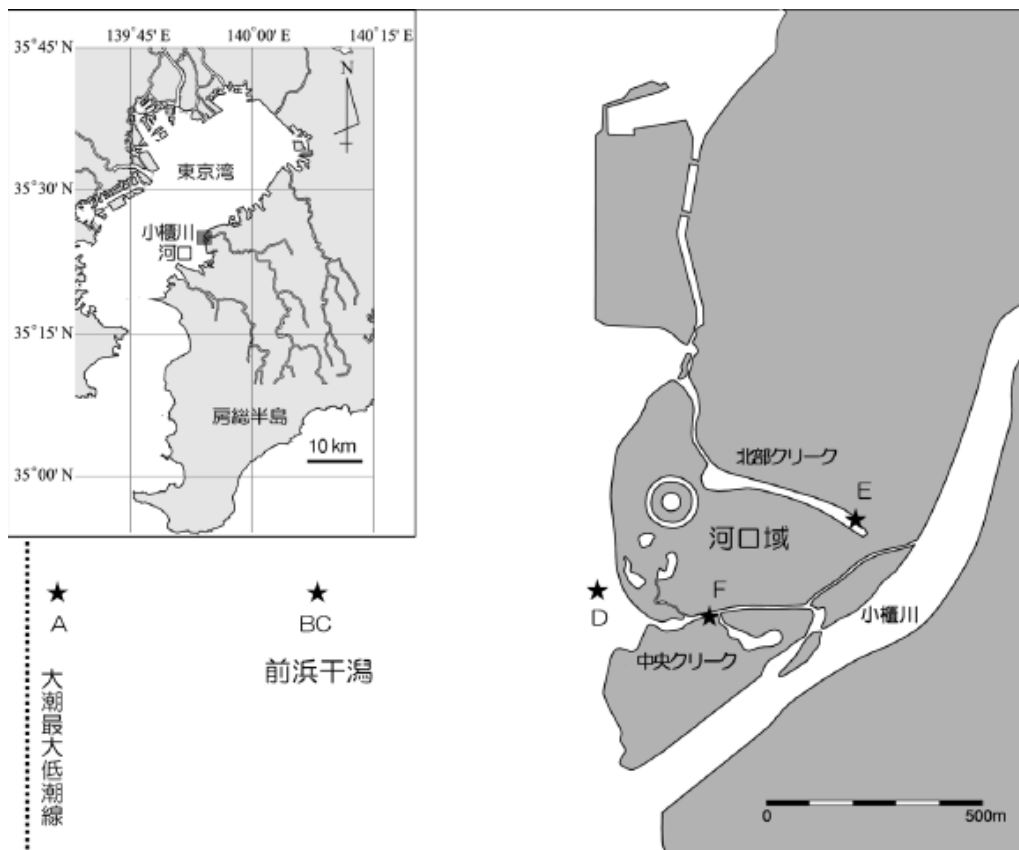 139°45' E
140°00' E
140°15' E
35°45' N
N
東京湾
35°30' N
小櫃川
河口
35°15' N
房総半島
10 km
35°00' N
北部クリーク
E
河口域
A
BC
D
F
小櫃川
前浜干潟
中央クリーク
大潮最大低潮線
0
500m